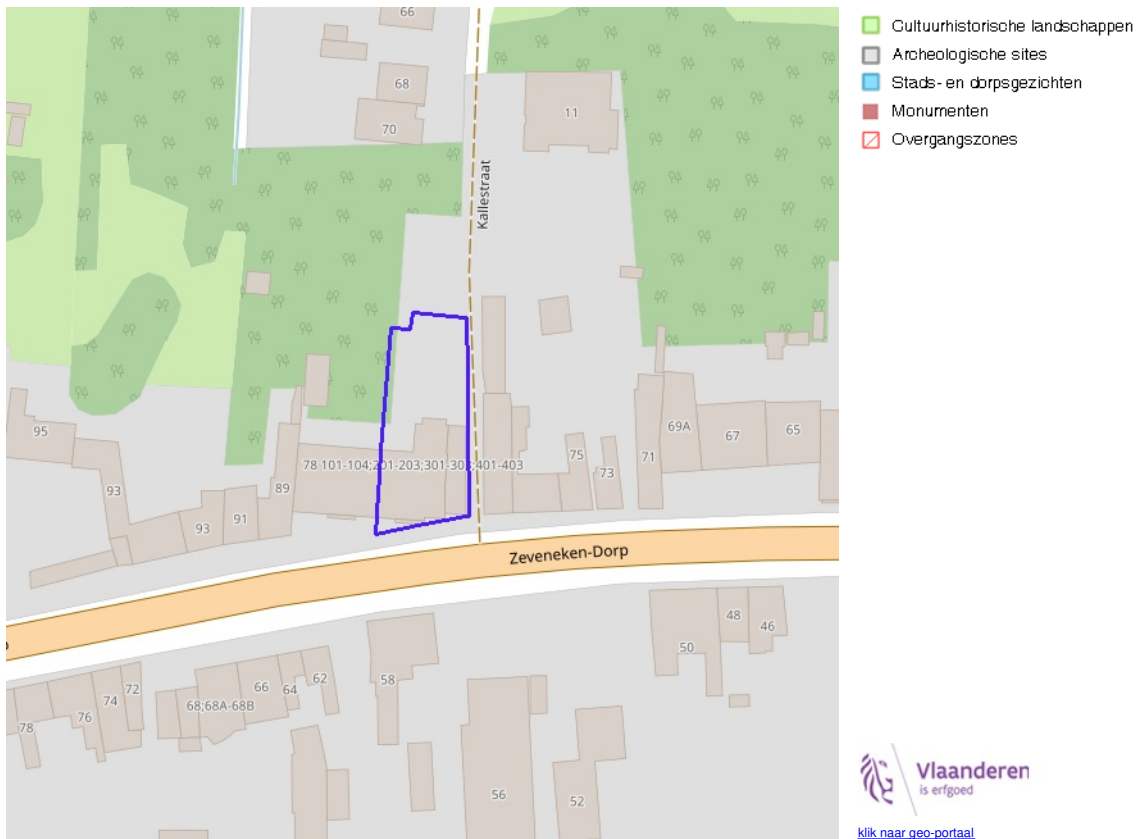 66
68
70
11
Kallestraat
95
93
93
91
89
78 101-104;201-203;301-303;401-403
75
73
71
69A
67
65
Zeveneken-Dorp
58
50
48
46
78
76
74
72
68;68A-68B
66
64
62
56
52
Cultuurhistorische landschappen
Archeologische sites
Stads- en dorpsgezichten
Monumenten
Overgangszones
Vlaanderen
is erfgoed
klik naar geo-portaal